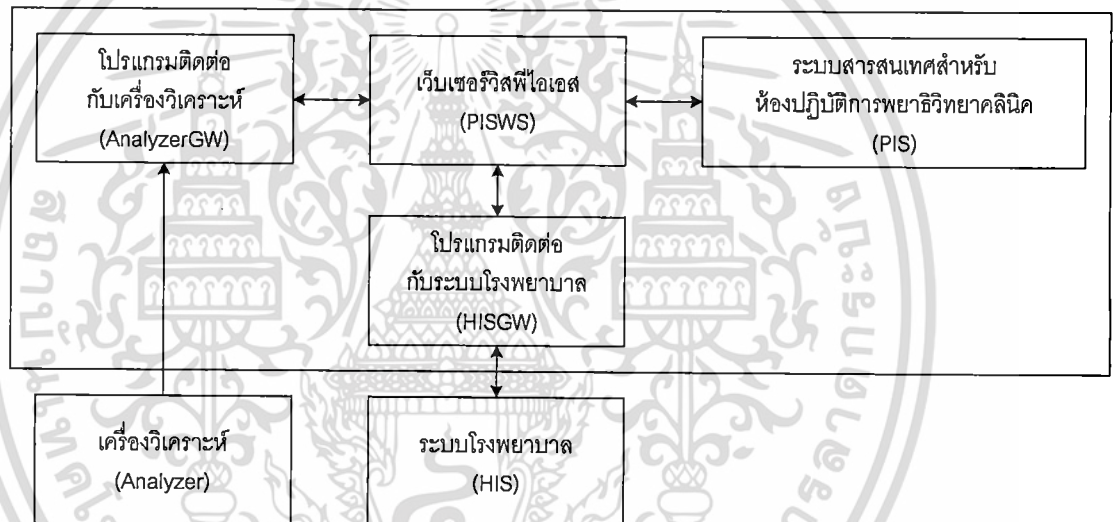 โปรแกรมติดต่อ
กับเครื่องวิเคราะห์
(AnalyzerGW)
เว็บเซอร์วิสพีไอเอส
(PISWS)
ระบบสารสนเทศสำหรับ
ห้องปฏิบัติการพยาธิวิทยาคลินิค
(PIS)
โปรแกรมติดต่อ
กับระบบโรงพยาบาล
(HISGW)
เครื่องวิเคราะห์
(Analyzer)
ระบบโรงพยาบาล
(HIS)